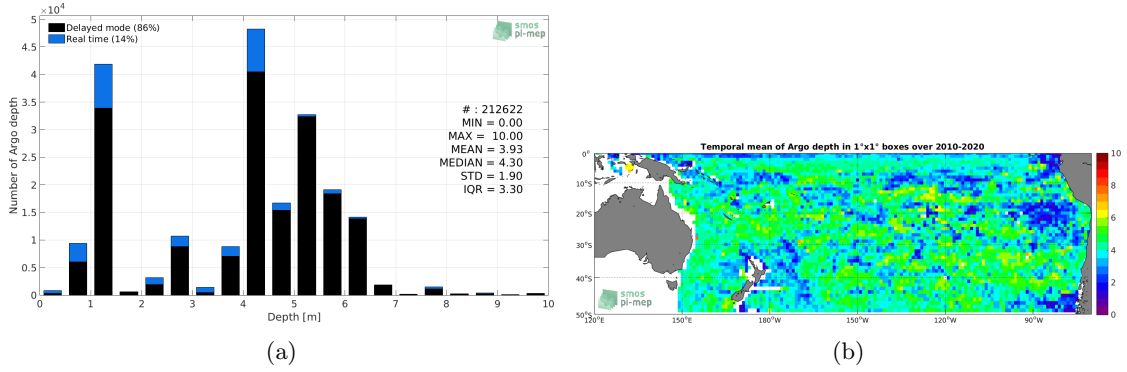 5 ×10⁴
4.5
4
3.5
3
2.5
2
1.5
1
0.5
0
Number of Argo depth
Delayed mode (86%)
Real time (14%)
smos
pi-mep
# : 212622
MIN = 0.00
MAX = 10.00
MEAN = 3.93
MEDIAN = 4.30
STD = 1.90
IQR = 3.30
0 1 2 3 4 5 6 7 8 9 10
Depth [m]
(a)
Temporal mean of Argo depth in 1°x1° boxes over 2010-2020
0°
10°S
20°S
30°S
40°S
50°S
smos
pi-mep
120°E 150°E 180°W 150°W 120°W 90°W
10
8
6
4
2
0
(b)